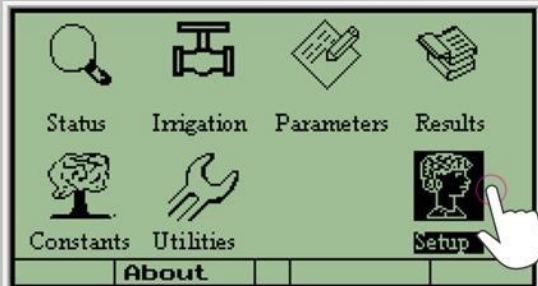 Status Irrigation Parameters Results
Constants Utilities Setup
About